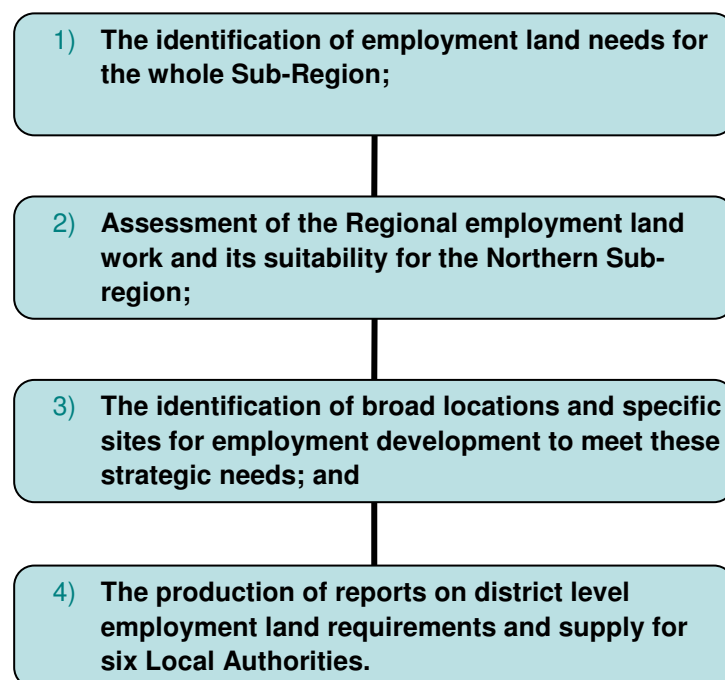 1) The identification of employment land needs for
the whole Sub-Region;
2) Assessment of the Regional employment land
work and its suitability for the Northern Sub-
region;
3) The identification of broad locations and specific
sites for employment development to meet these
strategic needs; and
4) The production of reports on district level
employment land requirements and supply for
six Local Authorities.